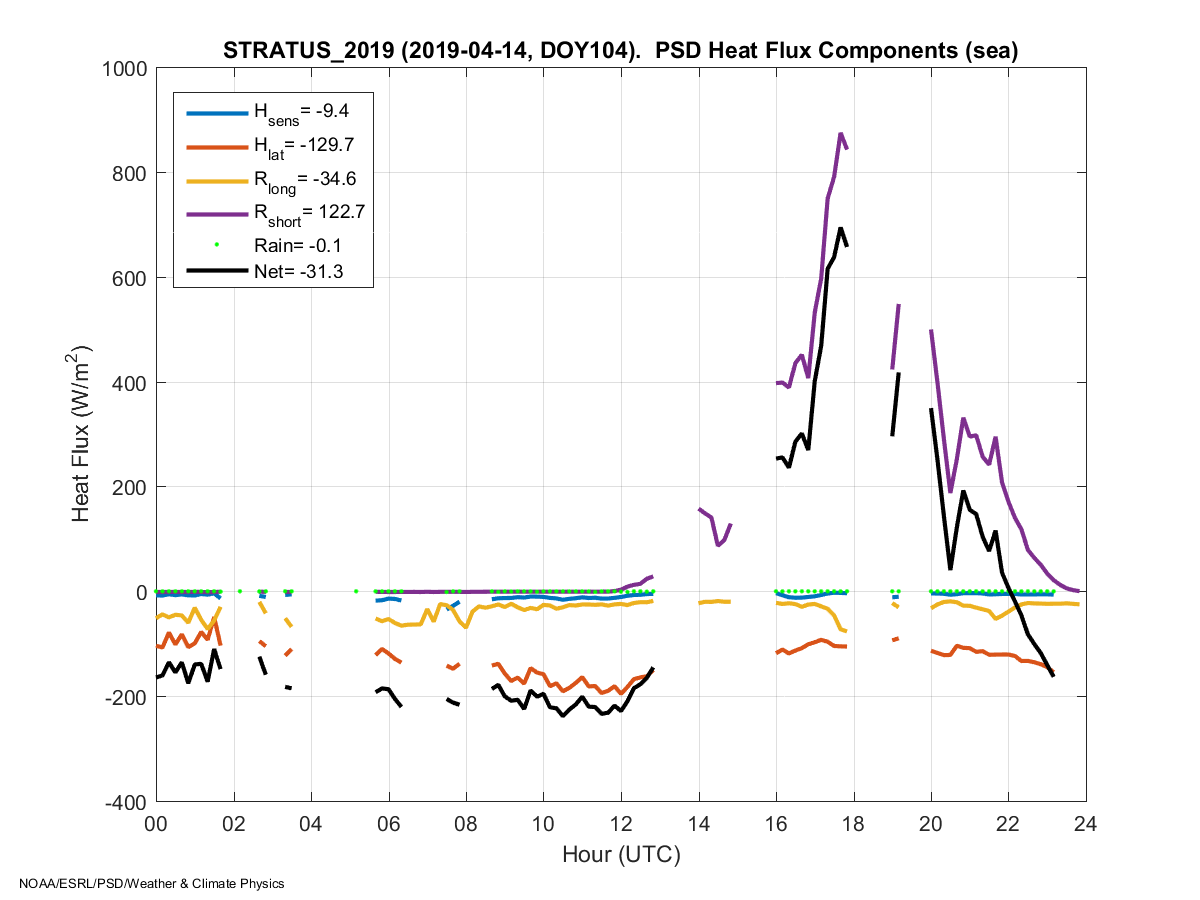 STRATUS_2019 (2019-04-14, DOY104).  PSD Heat Flux Components (sea)
1000
800
600
400
200
0
-200
-400
Heat Flux (W/m²)
Hsens= -9.4
Hlat= -129.7
Rlong= -34.6
Rshort= 122.7
Rain= -0.1
Net= -31.3
00 02 04 06 08 10 12 14 16 18 20 22 24
Hour (UTC)
NOAA/ESRL/PSD/Weather & Climate Physics